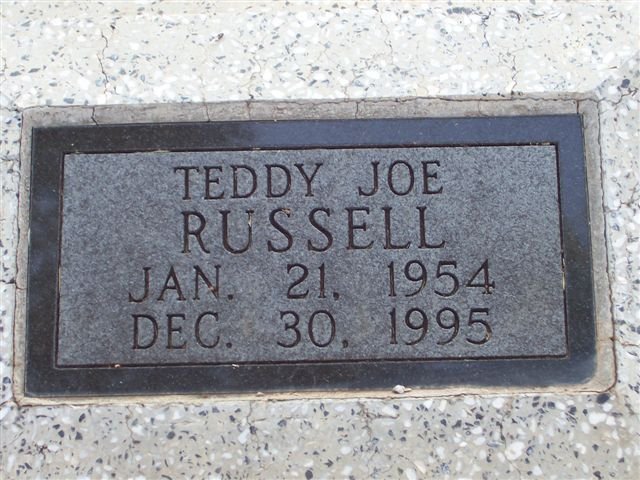 TEDDY JOE
RUSSELL
JAN. 21, 1954
DEC. 30, 1995